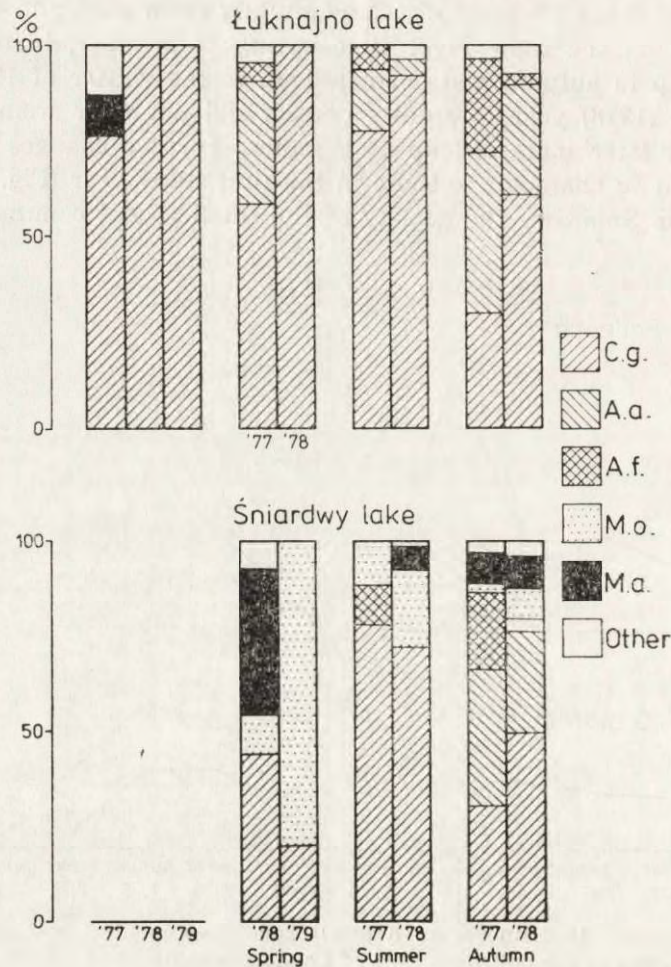 %
Łuknajno lake
100
50
0
'77 '78
C.g.
A.a.
A.f.
M.o.
M.a.
Other
Śniardwy lake
100
50
0
'77 '78 '79
'78 '79
'77 '78
'77 '78
Spring
Summer
Autumn